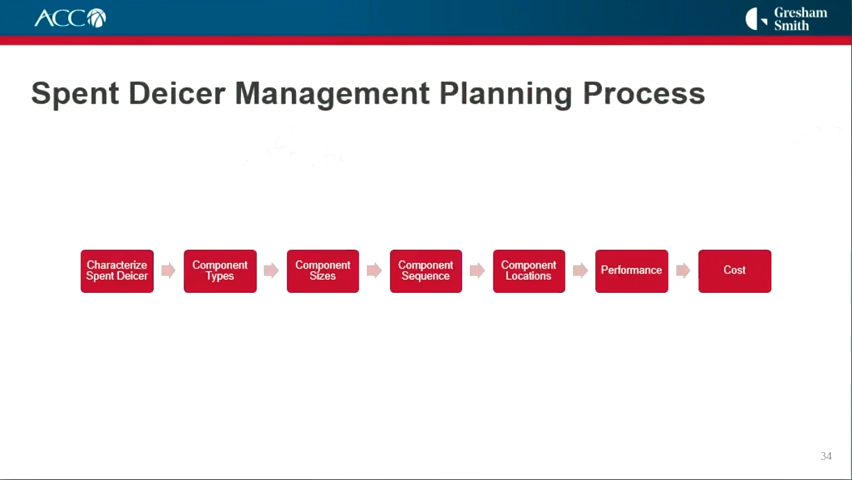 ACC
Gresham
Smith
Spent Deicer Management Planning Process
Characterize
Spent Deicer
Component
Types
Component
Sizes
Component
Sequence
Component
Locations
Performance
Cost
34